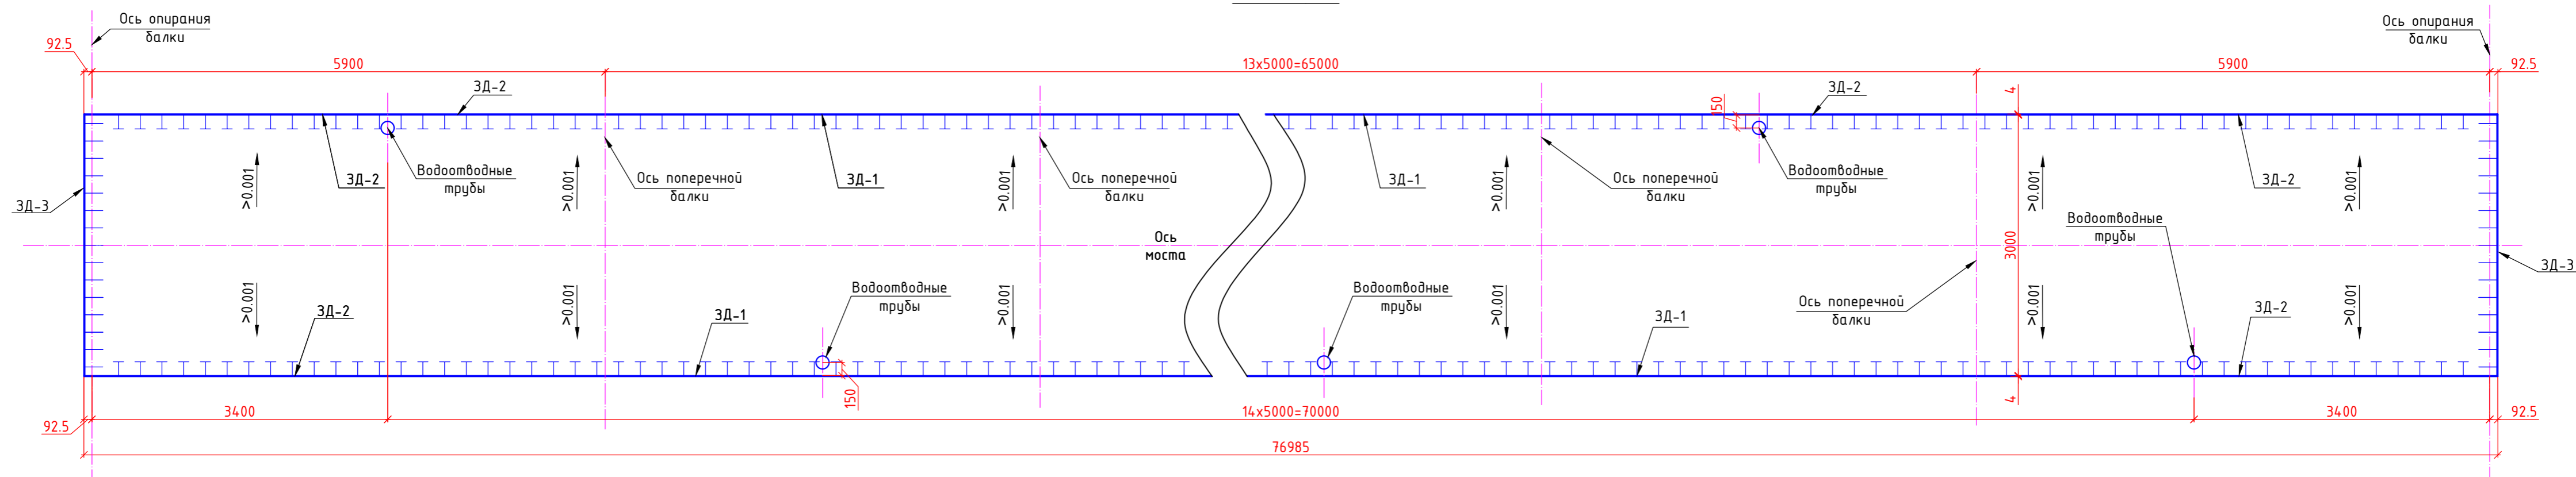 Ось опирания
балки
Ось опирания
балки
92.5
5900
13x5000=65000
5900
92.5
ЗД-2
ЗД-2
4
150
Водоотводные
трубы
Водоотводные
трубы
>0.001
ЗД-2
>0.001
Ось поперечной
балки
ЗД-1
>0.001
Ось поперечной
балки
ЗД-1
>0.001
Ось поперечной
балки
>0.001
ЗД-2
>0.001
ЗД-3
Водоотводные
трубы
Ось
моста
3000
ЗД-3
>0.001
ЗД-2
>0.001
ЗД-1
Водоотводные
трубы
>0.001
Водоотводные
трубы
>0.001
ЗД-1
Ось поперечной
балки
>0.001
ЗД-2
>0.001
150
4
92.5
3400
14x5000=70000
3400
92.5
76985